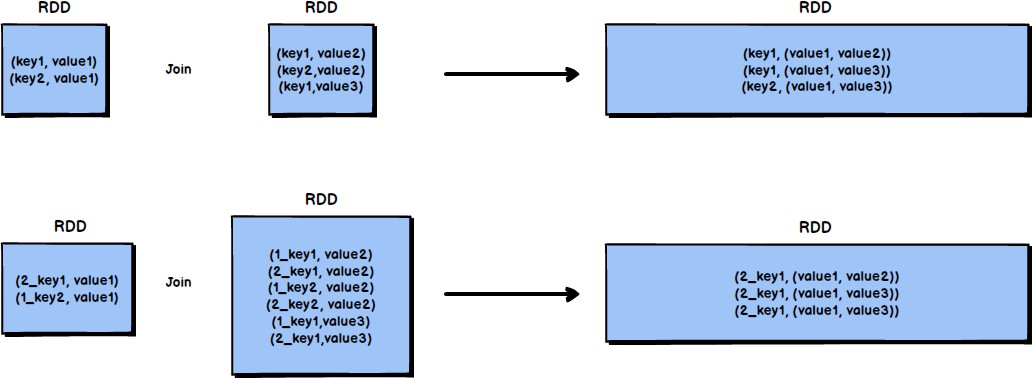 RDD
(key1, value1)
(key2, value1)
Join
RDD
(key1, value2)
(key2,value2)
(key1,value3)
RDD
(key1, (value1, value2))
(key1, (value1, value3))
(key2, (value1, value3))
RDD
(2_key1, value1)
(1_key2, value1)
Join
RDD
(1_key1, value2)
(2_key1, value2)
(1_key2, value2)
(2_key2, value2)
(1_key1,value3)
(2_key1,value3)
RDD
(2_key1, (value1, value2))
(2_key1, (value1, value3))
(2_key1, (value1, value3))